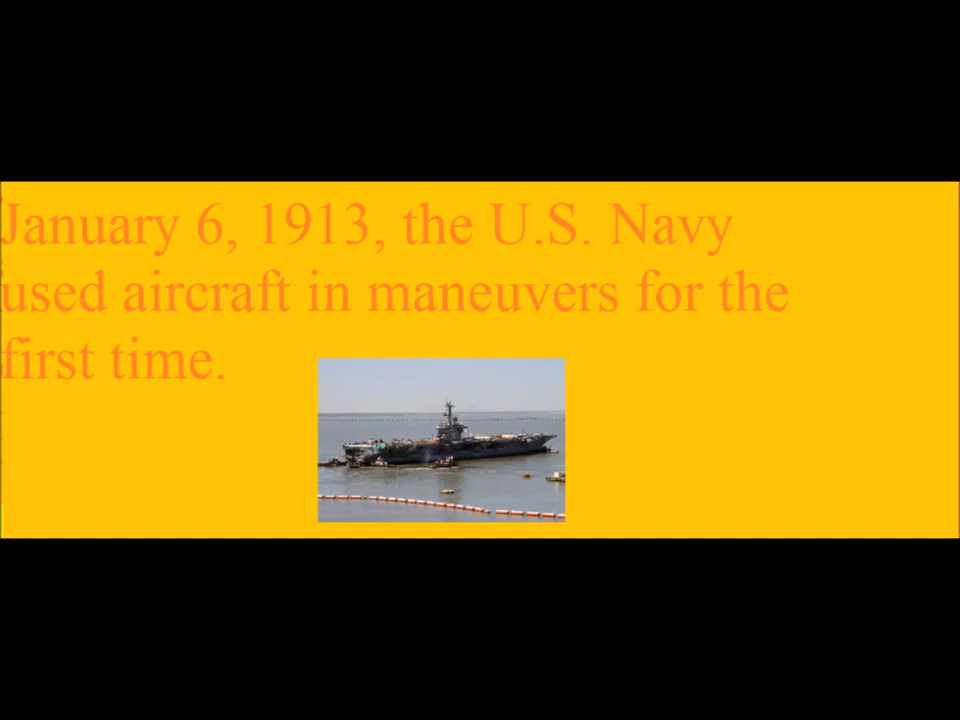 January 6, 1913, the U.S. Navy
used aircraft in maneuvers for the
first time.